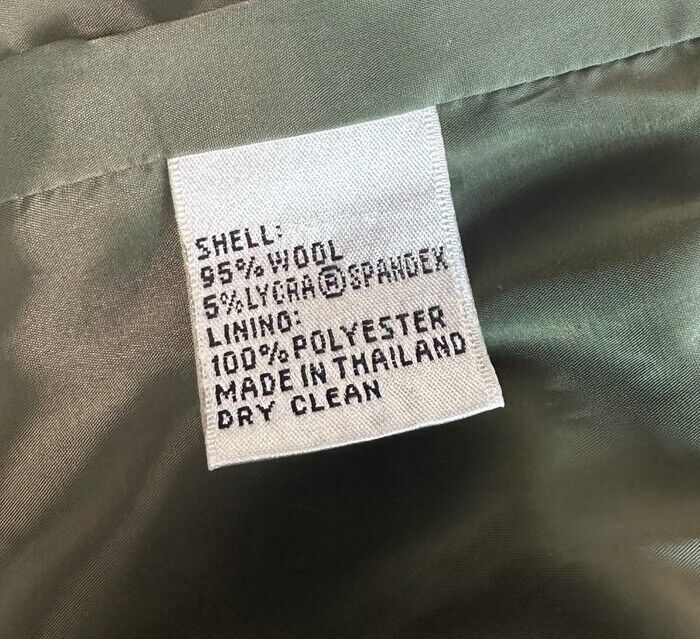 SHELL:
95% WOOL
5% LYCRA® SPANDEX
LINING:
100% POLYESTER
MADE IN THAILAND
DRY CLEAN